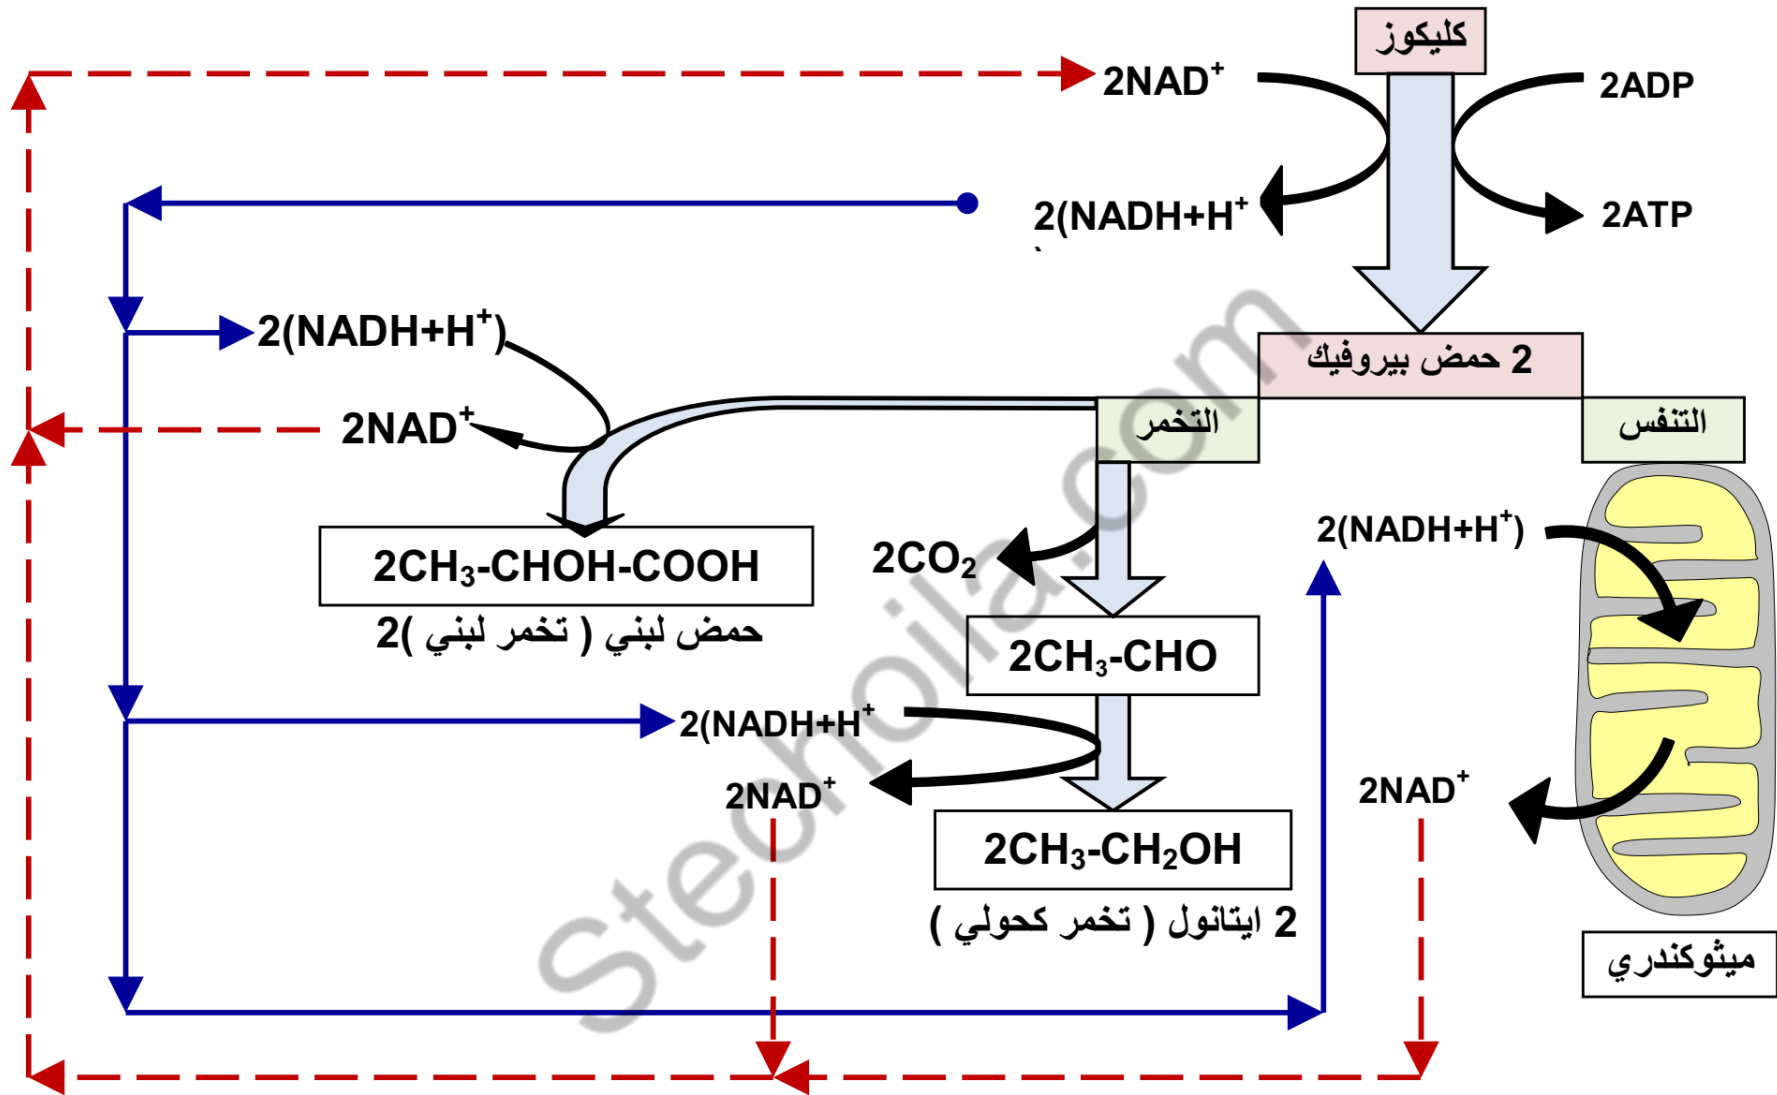 كليكوز
2NAD+
2ADP
2(NADH+H+
)
2ATP
2(NADH+H+)
2 حمض بيروفيك
2NAD+
التخمر
التنفس
2(NADH+H+)
2CO2
2CH3-CHOH-COOH
2( حمض لبني ( تخمر لبني
2CH3-CHO
2(NADH+H+
2NAD+
2NAD+
2CH3-CH2OH
2 ايتانول ( تخمر كحولي )
ميثوكندري
Stechoila.com